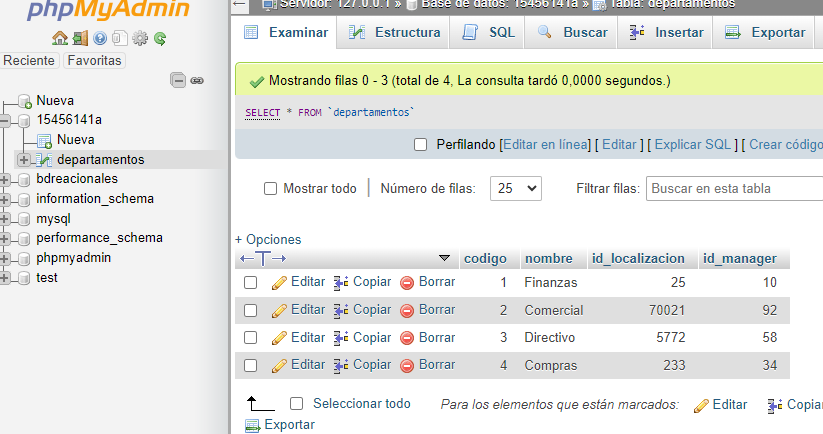 phpMyAdmin
Reciente Favoritas
Nueva
15456141a
Nueva
departamentos
bdreacionales
information_schema
mysql
performance_schema
phpmyadmin
test
Servidor: 127.0.0.1 » Base de datos: 15456141a » Tabla: departamentos
Examinar Estructura SQL Buscar Insertar Exportar
Mostrando filas 0 - 3 (total de 4, La consulta tardó 0,0000 segundos.)
SELECT * FROM `departamentos`
Perfilando [Editar en línea] [ Editar ] [ Explicar SQL ] [ Crear código
Mostrar todo | Número de filas: 25 Filtrar filas: Buscar en esta tabla
+ Opciones
←T→ codigo nombre id_localizacion id_manager
Editar Copiar Borrar 1 Finanzas 25 10
Editar Copiar Borrar 2 Comercial 70021 92
Editar Copiar Borrar 3 Directivo 5772 58
Editar Copiar Borrar 4 Compras 233 34
Seleccionar todo Para los elementos que están marcados: Editar Copiar
Exportar